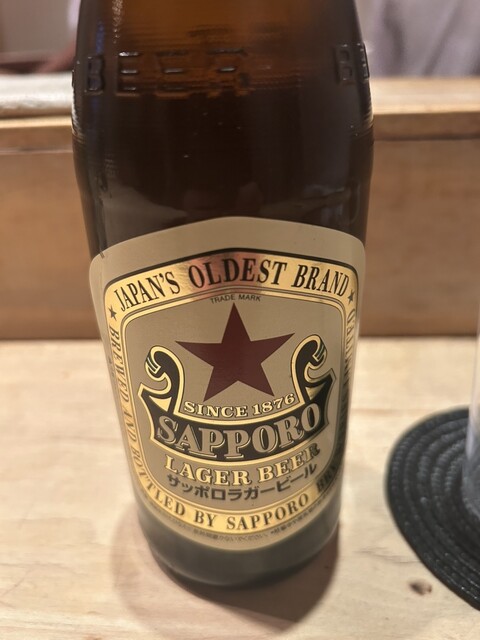 BEER
JAPAN'S OLDEST BRAND
TRADE MARK
SINCE 1876
SAPPORO
LAGER BEER
サッポロラガービール
BREWED AND BOTTLED BY SAPPORO